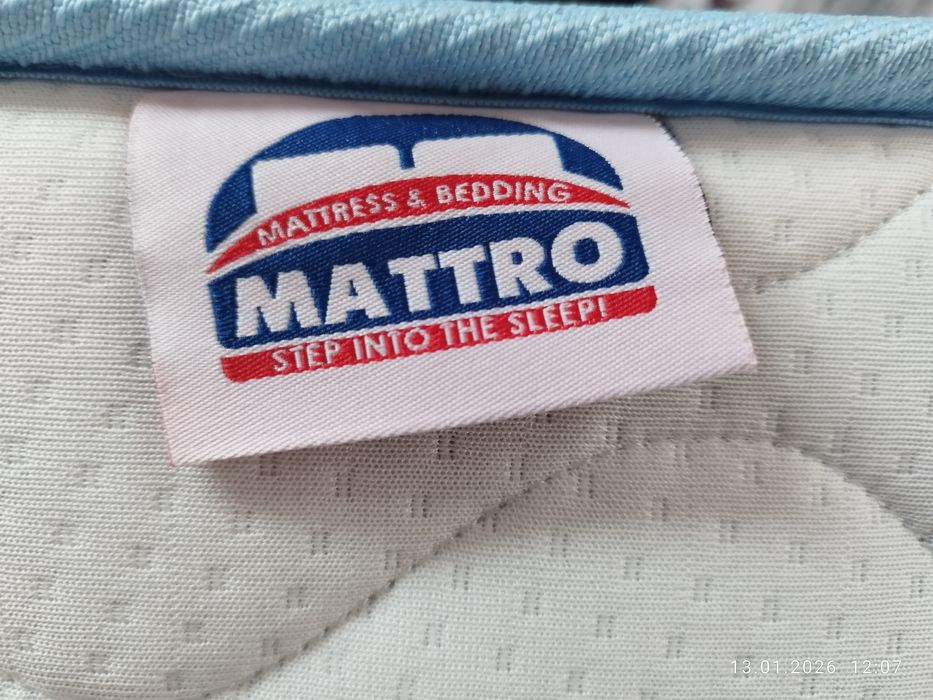 MATTRESS & BEDDING
MATTRO
STEP INTO THE SLEEP!
13.01.2026 12:07